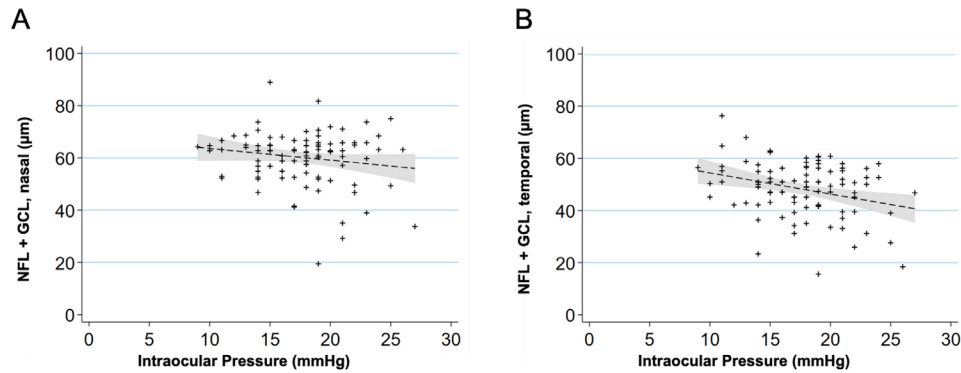 A
B
NFL + GCL, nasal (µm)
100
80
60
40
20
0
0 5 10 15 20 25 30
Intraocular Pressure (mmHg)
NFL + GCL, temporal (µm)
100
80
60
40
20
0
0 5 10 15 20 25 30
Intraocular Pressure (mmHg)